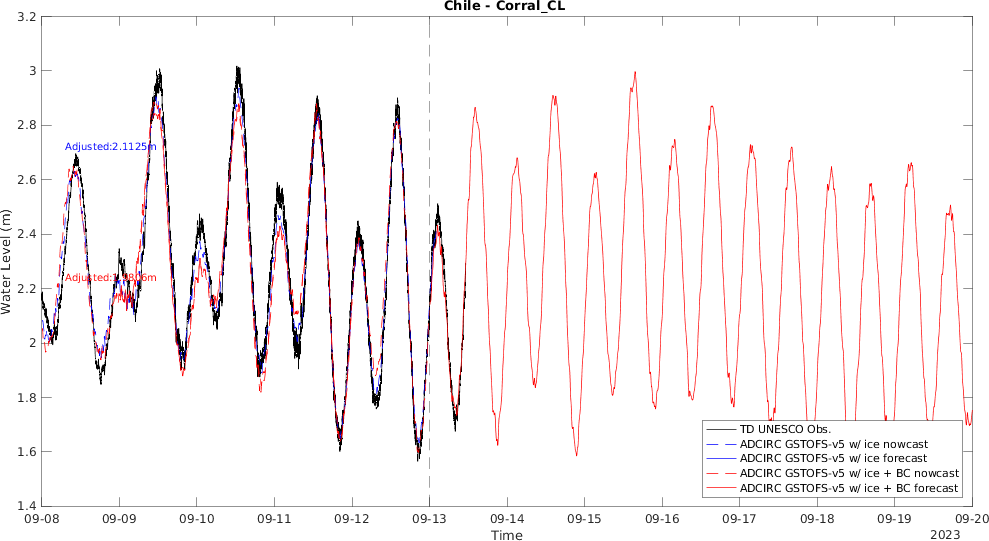 Chile - Corral_CL
3.2
3
2.8
2.6
2.4
2.2
2
1.8
1.6
1.4
Water Level (m)
Adjusted:2.1125m
TD UNESCO Obs.
ADCIRC GSTOFS-v5 w/ ice nowcast
ADCIRC GSTOFS-v5 w/ ice forecast
ADCIRC GSTOFS-v5 w/ ice + BC nowcast
ADCIRC GSTOFS-v5 w/ ice + BC forecast
09-08 09-09 09-10 09-11 09-12 09-13 09-14 09-15 09-16 09-17 09-18 09-19 09-20
Time
2023